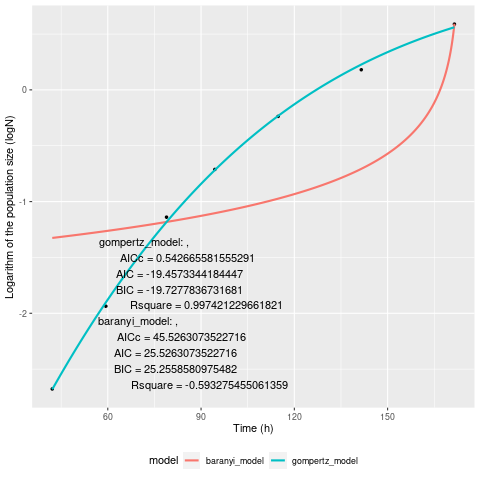 0
-1
-2
Logarithm of the population size (logN)
gompertz_model: ,
AICc = 0.542665581555291
AIC = -19.4573344184447
BIC = -19.7277836731681
Rsquare = 0.997421229661821
baranyi_model: ,
AICc = 45.5263073522716
AIC = 25.5263073522716
BIC = 25.2558580975482
Rsquare = -0.593275455061359
60 90 120 150
Time (h)
model baranyi_model gompertz_model